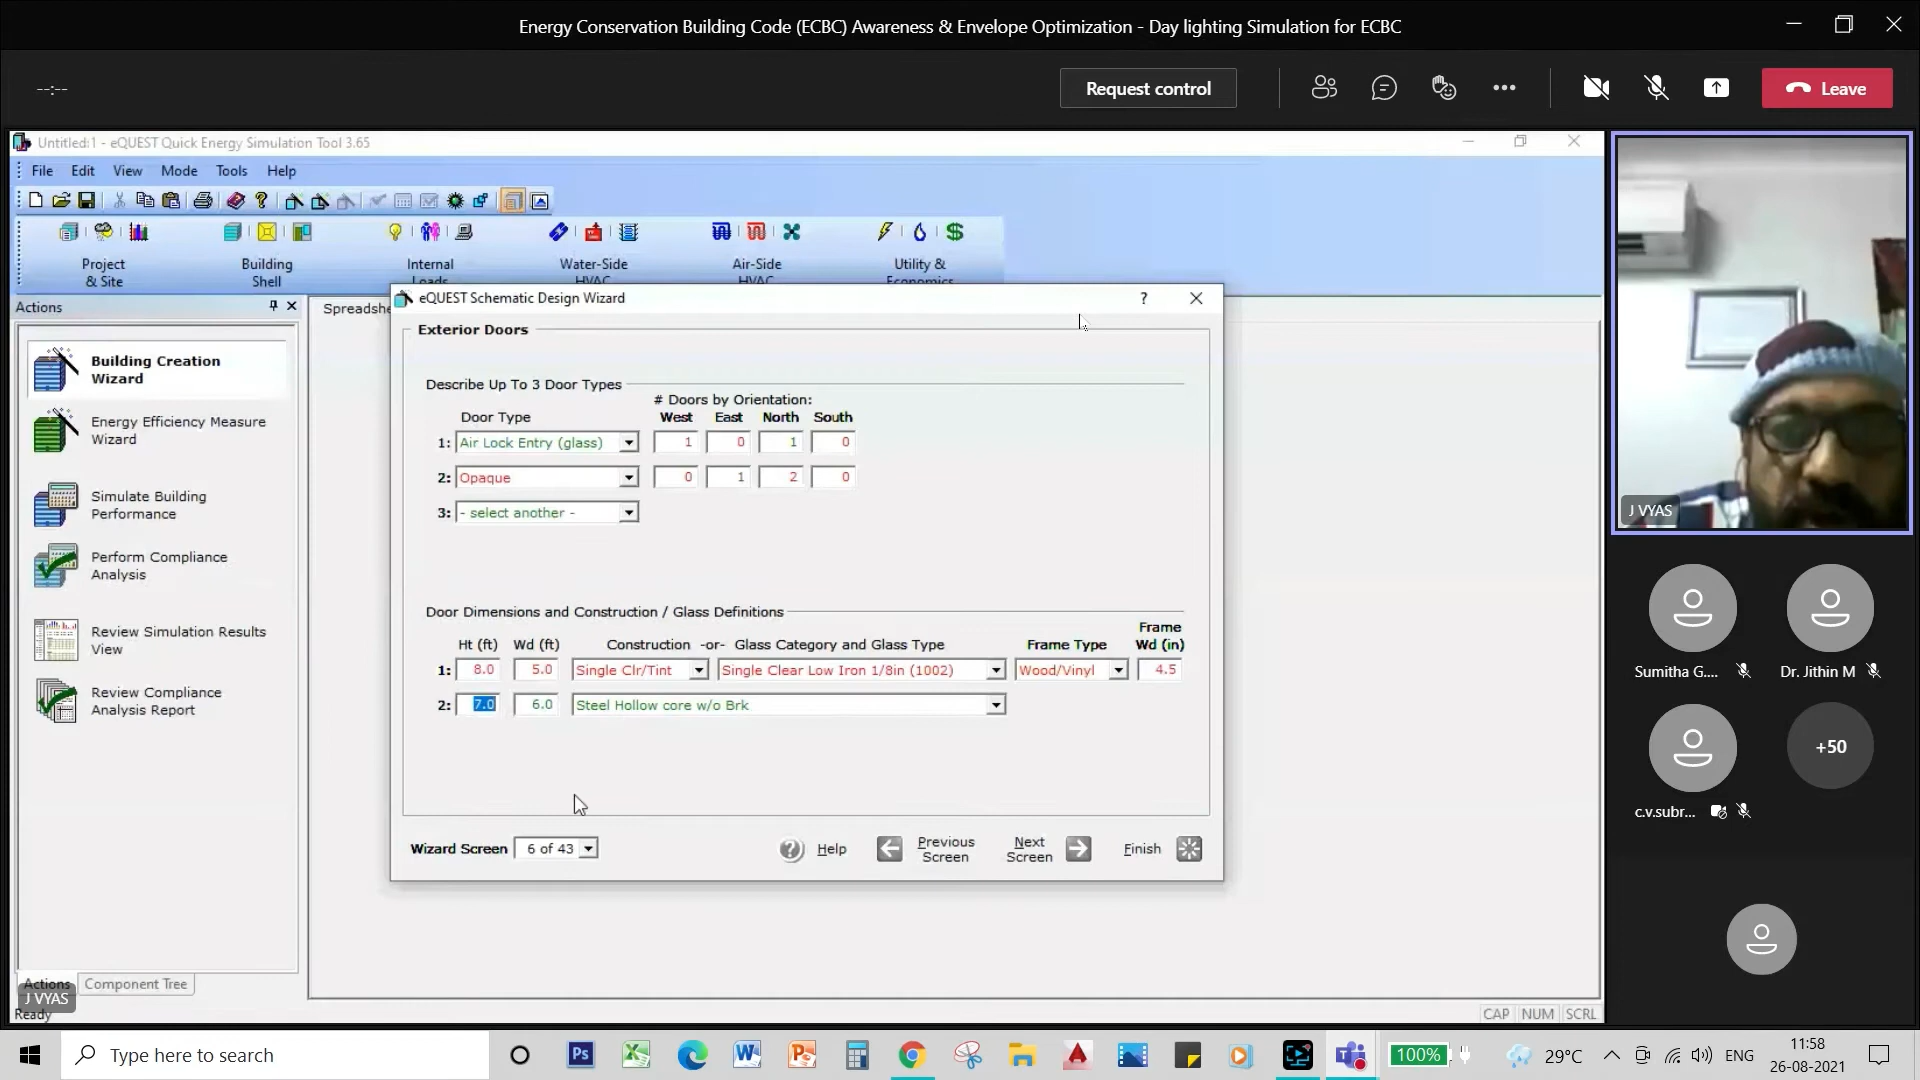 Energy Conservation Building Code (ECBC) Awareness & Envelope Optimization - Day lighting Simulation for ECBC
--:--
Request control
Leave
Untitled:1 - eQUEST Quick Energy Simulation Tool 3.65
File Edit View Mode Tools Help
Project & Site
Building Shell
Internal Loads
Water-Side HVAC
Air-Side HVAC
Utility & Economics
Actions
Spreadshe
Building Creation Wizard
Energy Efficiency Measure Wizard
Simulate Building Performance
Perform Compliance Analysis
Review Simulation Results View
Review Compliance Analysis Report
Actions
Component Tree
J VYAS
Ready
CAP NUM SCRL
eQUEST Schematic Design Wizard
?
Exterior Doors
Describe Up To 3 Door Types
# Doors by Orientation:
Door Type West East North South
1: Air Lock Entry (glass) 1 0 1 0
2: Opaque 0 1 2 0
3: - select another -
Door Dimensions and Construction / Glass Definitions
Ht (ft) Wd (ft) Construction -or- Glass Category and Glass Type Frame Type Frame Wd (in)
1: 8.0 5.0 Single Clr/Tint Single Clear Low Iron 1/8in (1002) Wood/Vinyl 4.5
2: 7.0 6.0 Steel Hollow core w/o Brk
Wizard Screen 6 of 43
Help
Previous Screen
Next Screen
Finish
J VYAS
Sumitha G....
Dr. Jithin M
c.v.subr...
+50
Type here to search
100%
29°C
ENG
11:58
26-08-2021